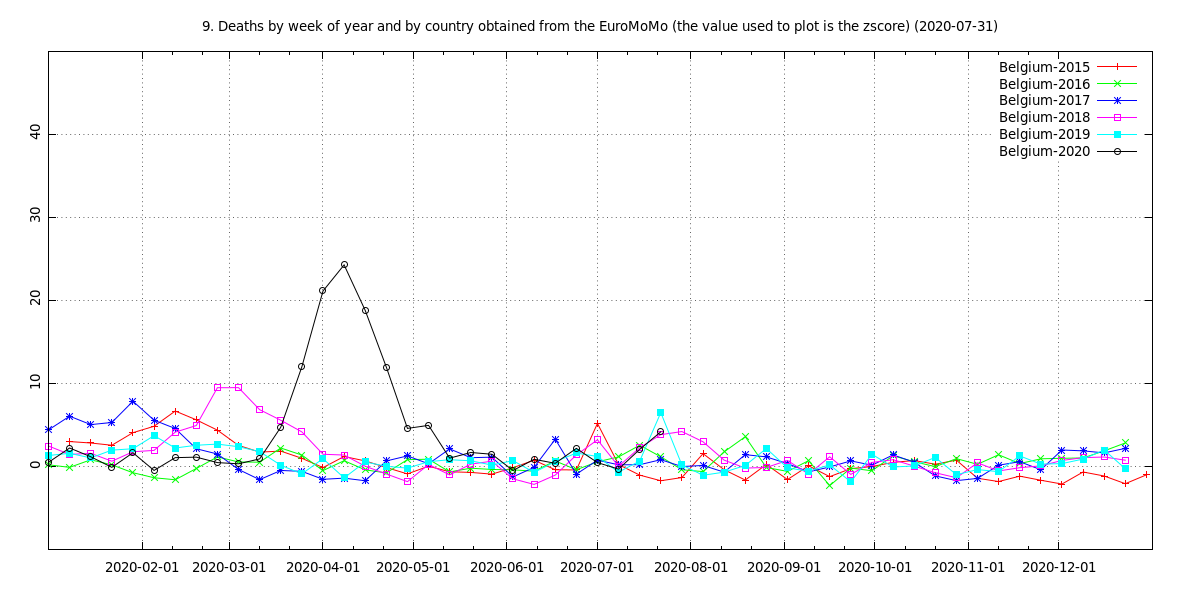 9. Deaths by week of year and by country obtained from the EuroMoMo (the value used to plot is the zscore) (2020-07-31)
Belgium-2015
Belgium-2016
Belgium-2017
Belgium-2018
Belgium-2019
Belgium-2020
40
30
20
10
0
2020-02-01 2020-03-01 2020-04-01 2020-05-01 2020-06-01 2020-07-01 2020-08-01 2020-09-01 2020-10-01 2020-11-01 2020-12-01